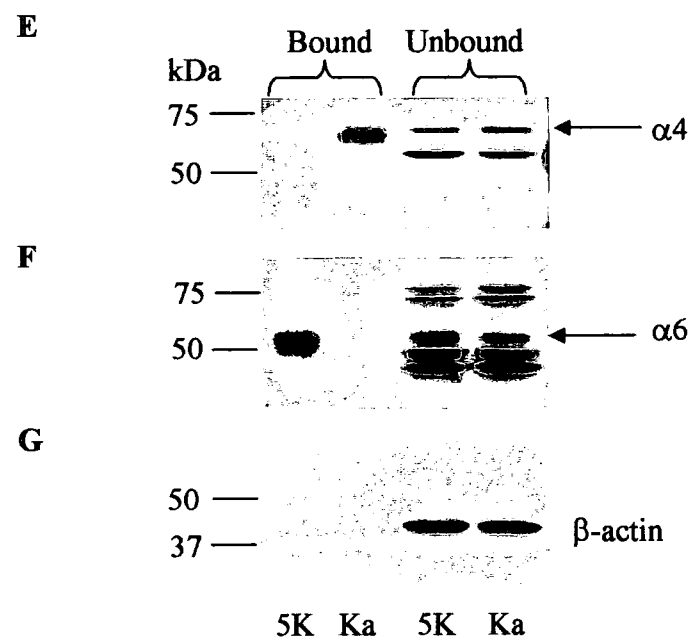 E
Bound Unbound
kDa
75
α4
50
F
75
α6
50
G
50
β-actin
37
5K Ka 5K Ka